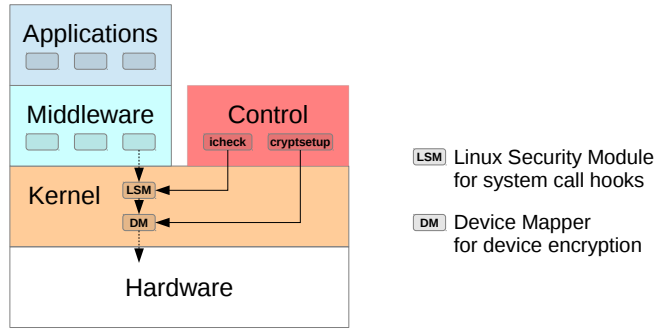 Applications
Middleware
Control
icheck cryptsetup
Kernel
LSM
DM
Hardware
LSM Linux Security Module
for system call hooks
DM Device Mapper
for device encryption